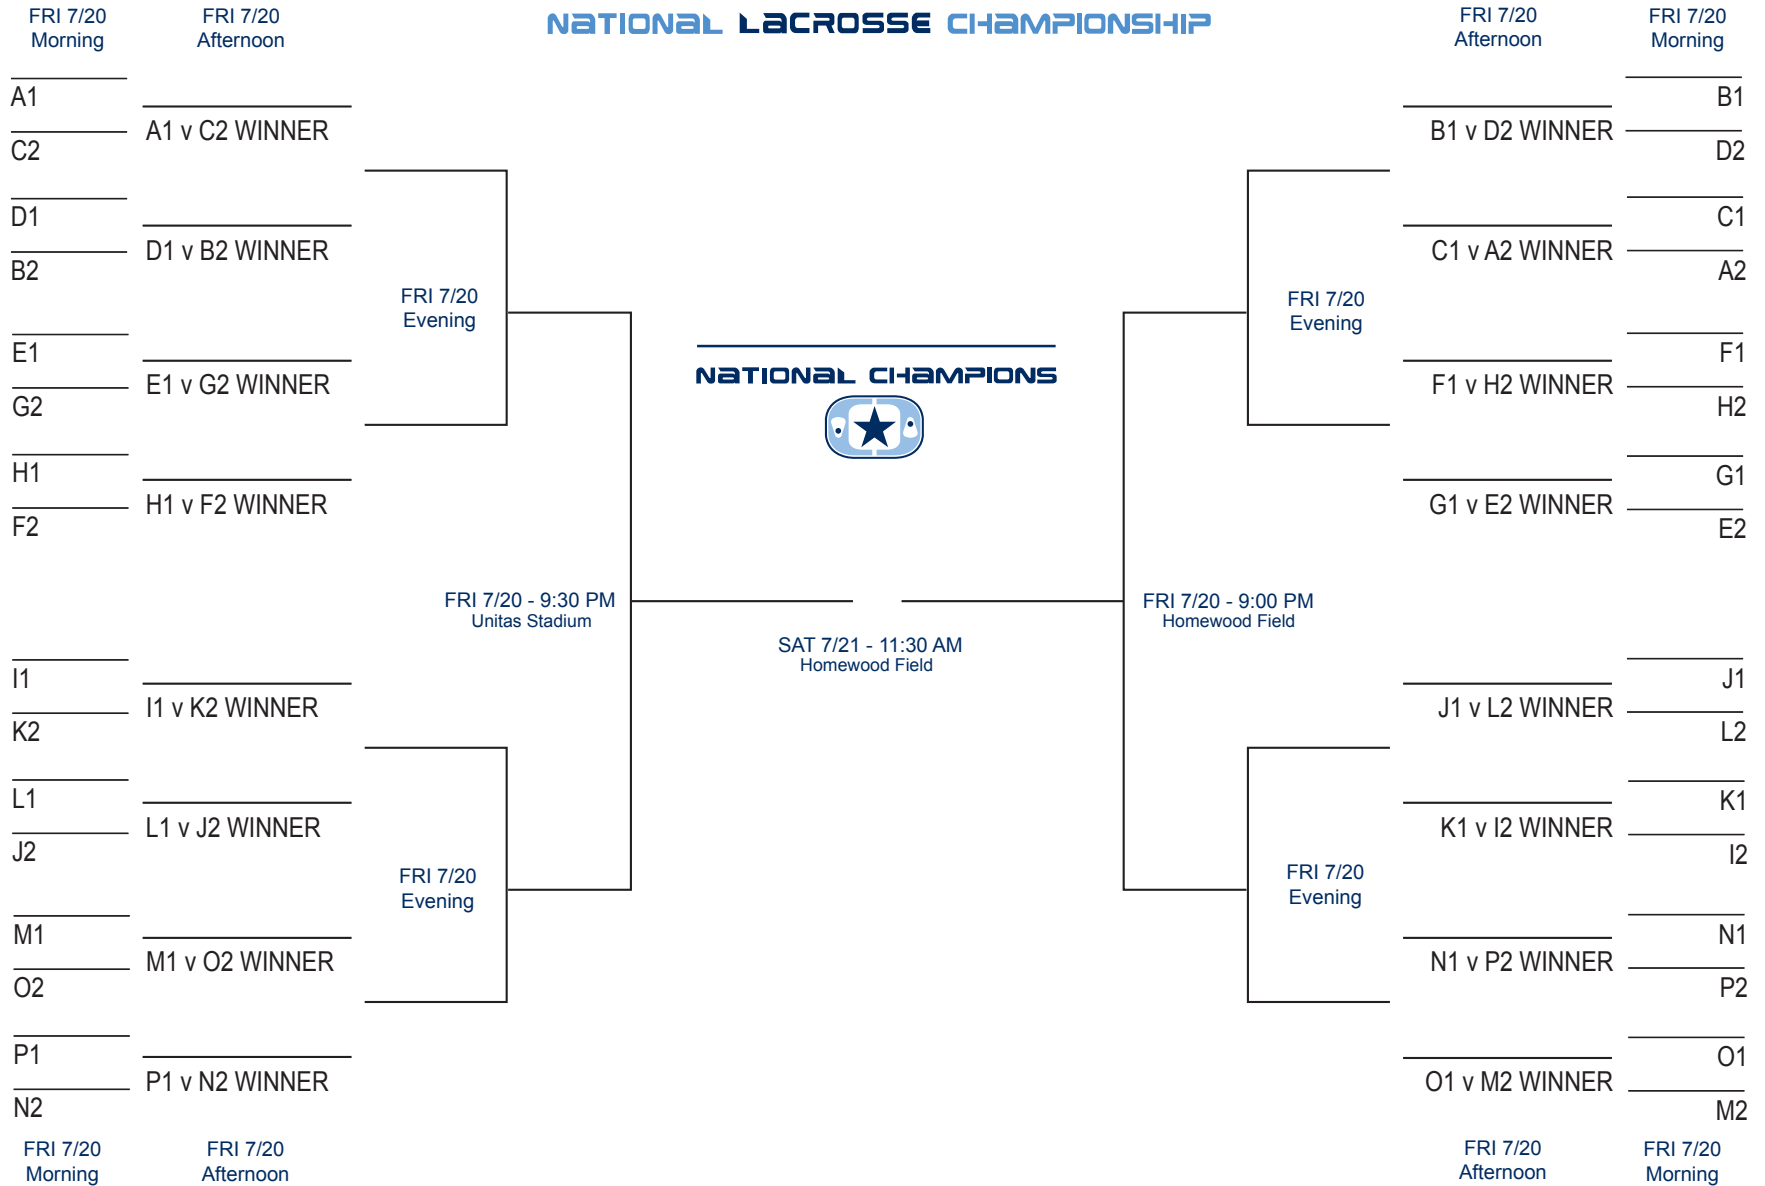 FRI 7/20
Morning
FRI 7/20
Afternoon
NATIONAL LACROSSE CHAMPIONSHIP
FRI 7/20
Afternoon
FRI 7/20
Morning
A1
C2
A1 v C2 WINNER
D1
B2
D1 v B2 WINNER
E1
G2
E1 v G2 WINNER
H1
F2
H1 v F2 WINNER
FRI 7/20
Evening
I1
K2
I1 v K2 WINNER
L1
J2
L1 v J2 WINNER
M1
O2
M1 v O2 WINNER
P1
N2
P1 v N2 WINNER
FRI 7/20
Evening
FRI 7/20 - 9:30 PM
Unitas Stadium
NATIONAL CHAMPIONS
SAT 7/21 - 11:30 AM
Homewood Field
FRI 7/20 - 9:00 PM
Homewood Field
FRI 7/20
Evening
B1 v D2 WINNER
B1
D2
C1 v A2 WINNER
C1
A2
F1 v H2 WINNER
F1
H2
G1 v E2 WINNER
G1
E2
FRI 7/20
Evening
J1 v L2 WINNER
J1
L2
K1 v I2 WINNER
K1
I2
N1 v P2 WINNER
N1
P2
O1 v M2 WINNER
O1
M2
FRI 7/20
Morning
FRI 7/20
Afternoon
FRI 7/20
Afternoon
FRI 7/20
Morning